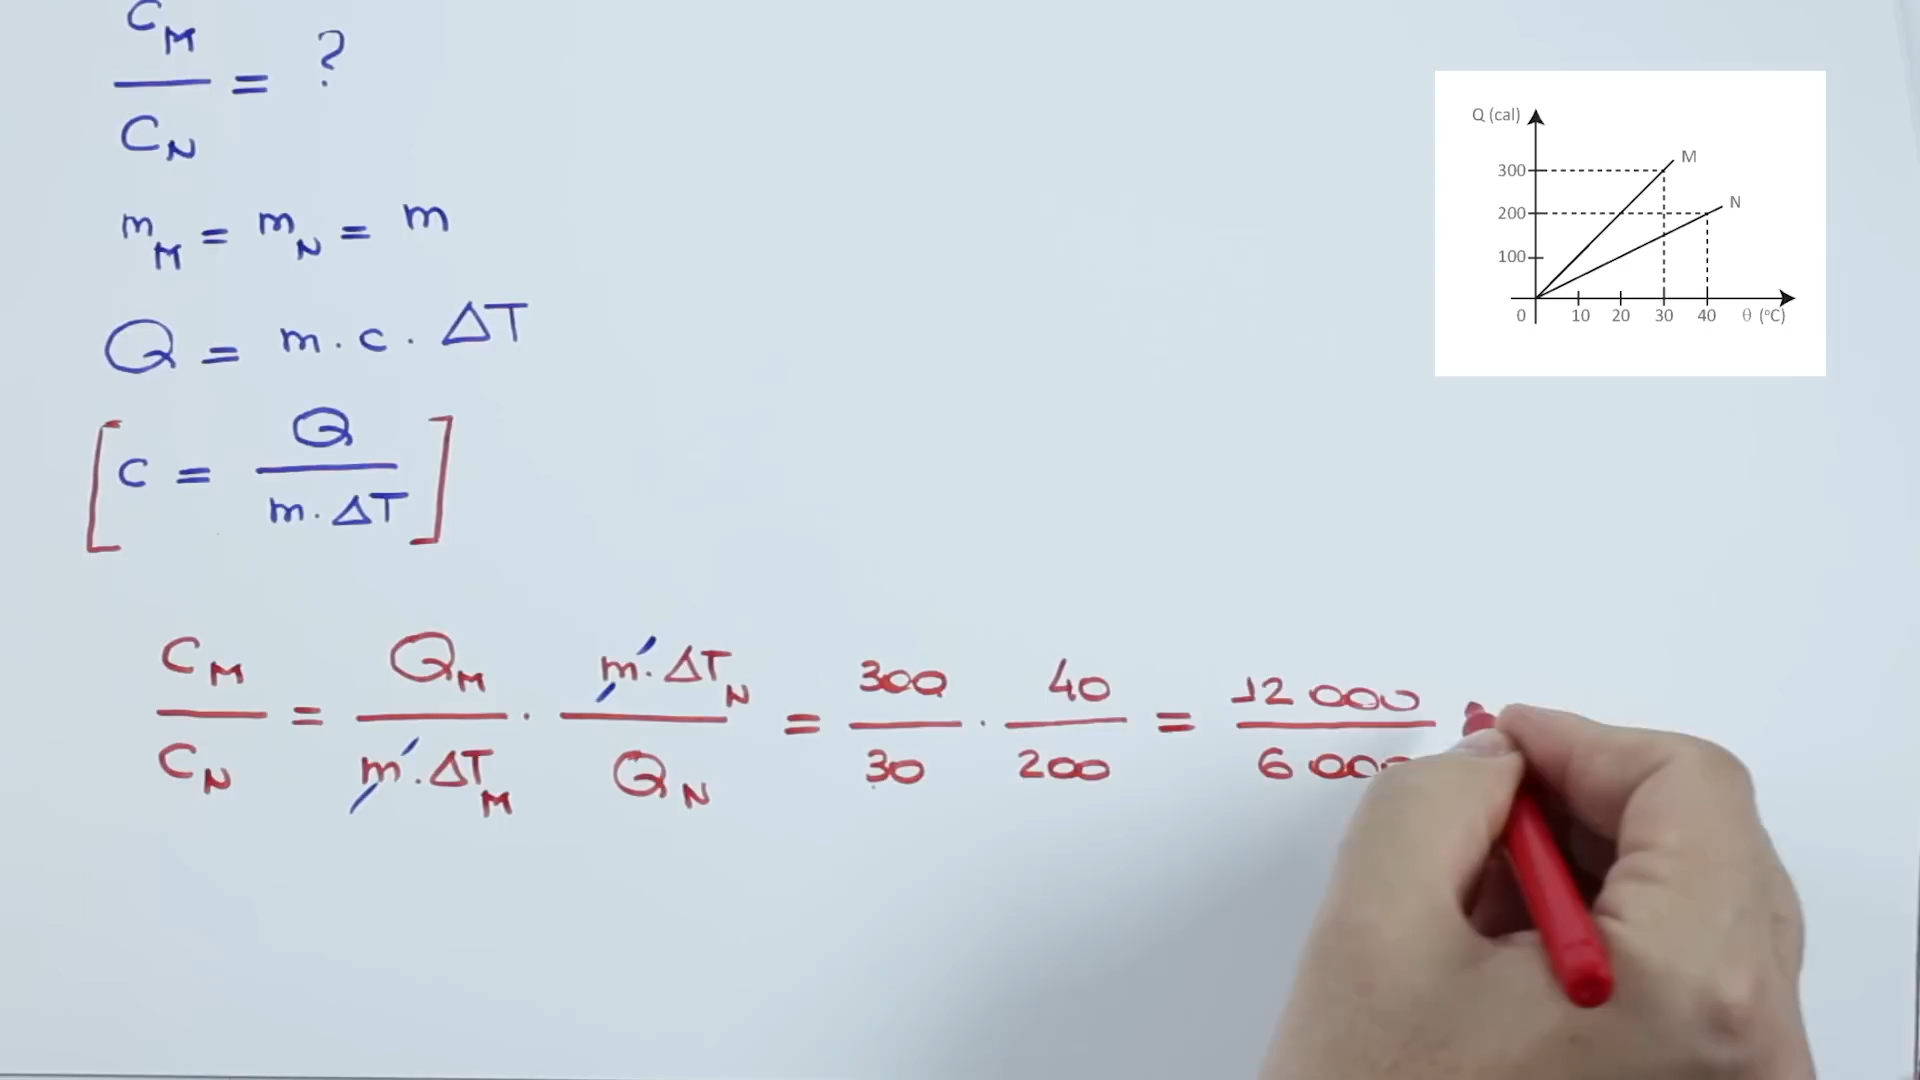 C_M / C_N = ?
m_M = m_N = m
Q = m . c . ΔT
[ c = Q / m . ΔT ]
C_M / C_N = Q_M / m . ΔT_M . m . ΔT_N / Q_N = 300 / 30 . 40 / 200 = 12 000 / 6 000
Q (cal)
M
300
N
200
100
0 10 20 30 40 θ (°C)